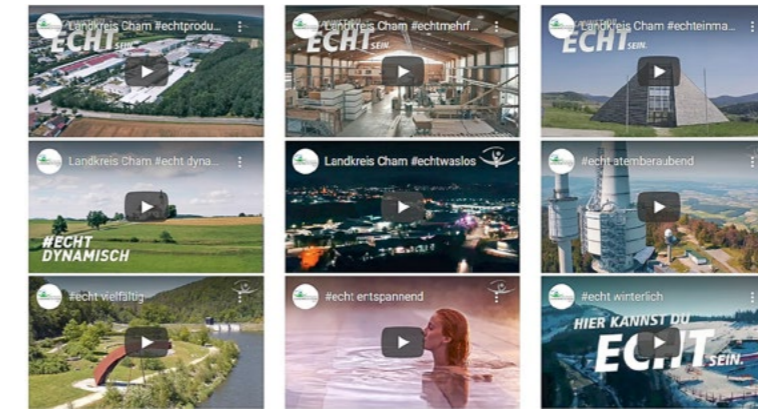 Landkreis Cham #echtprodu...
ECHT SEIN.
Landkreis Cham #echtmehrf...
ECHT SEIN.
Landkreis Cham #echteinma...
ECHT SEIN.
Landkreis Cham #echt dyna...
#ECHT
DYNAMISCH
Landkreis Cham #echtwaslos
#echt atemberaubend
#echt vielfältig
#echt entspannend
#echt winterlich
HIER KANNST DU
ECHT SEIN.